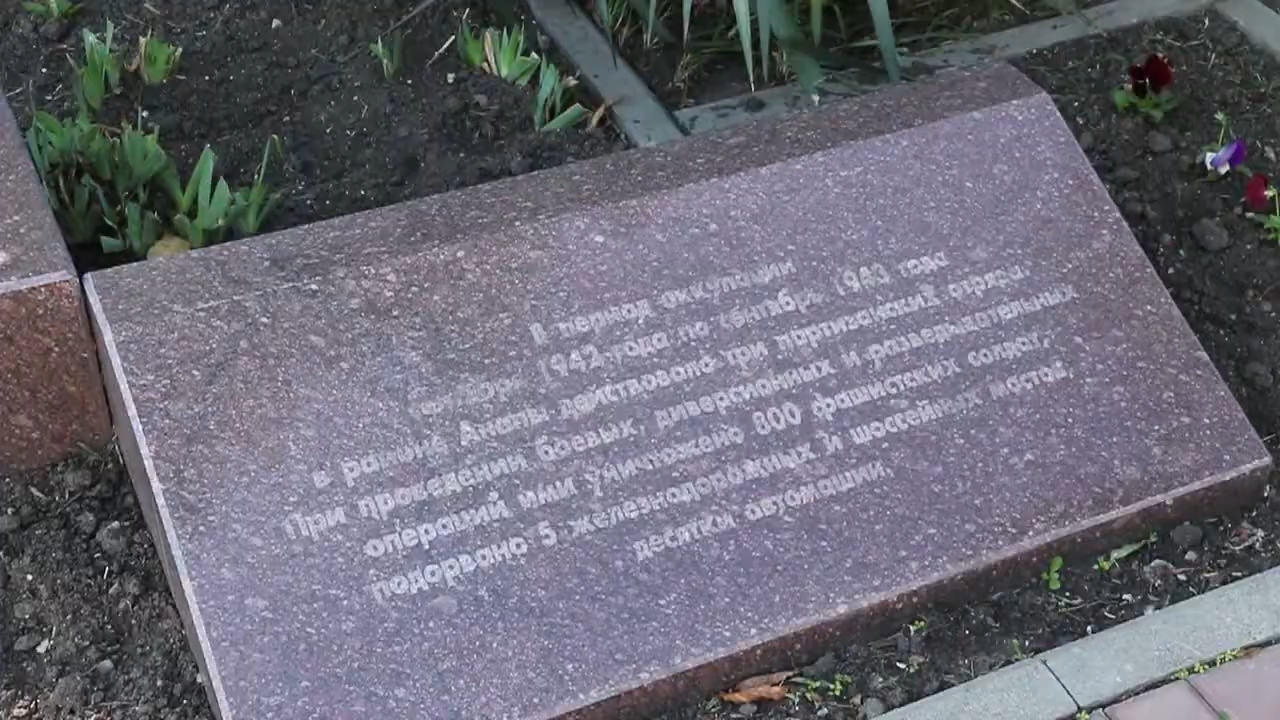 В период оккупации
1942 года по сентябрь 1943 года
в районе Анапы действовало три партизанских отряда.
При проведении боевых, диверсионных и разведывательных
операций ими уничтожено 800 фашистских солдат,
подорвано 5 железнодорожных и шоссейных мостов,
десятки автомашин.